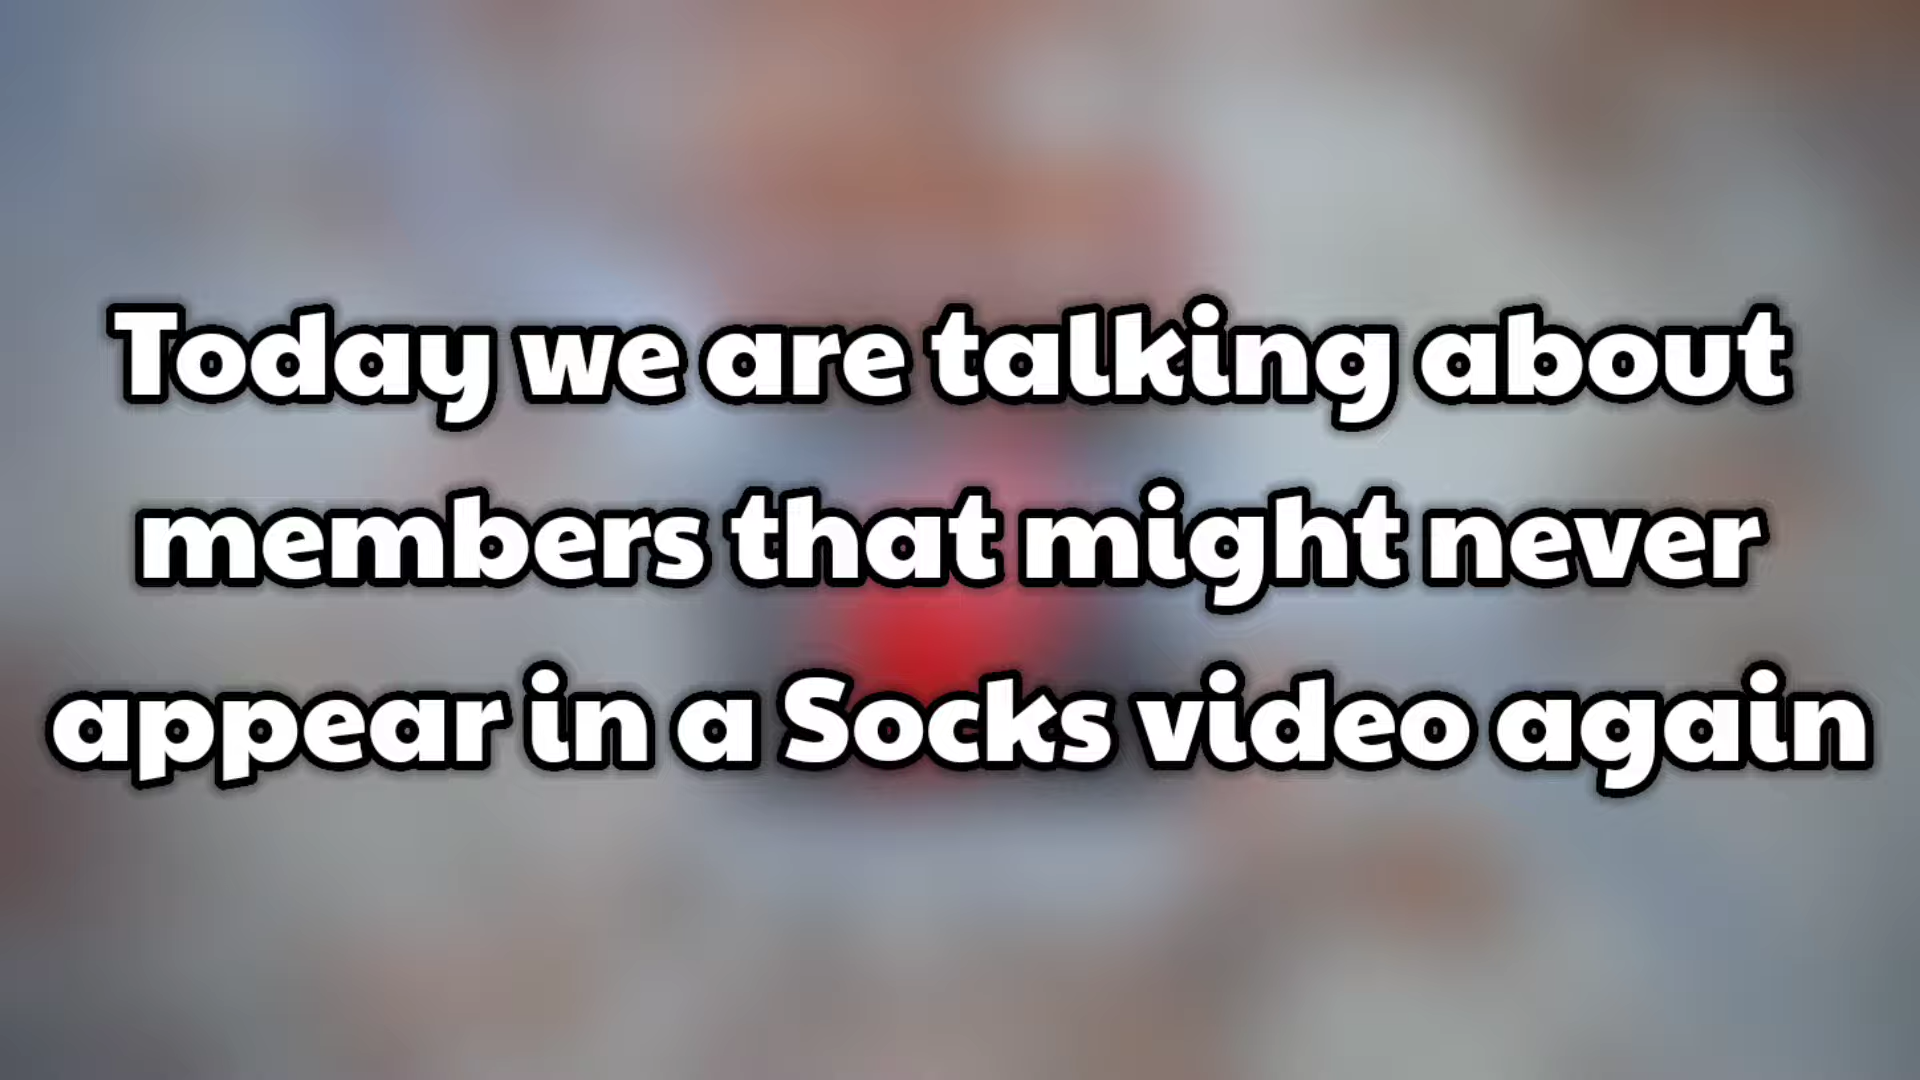 Today we are talking about
members that might never
appear in a Socks video again